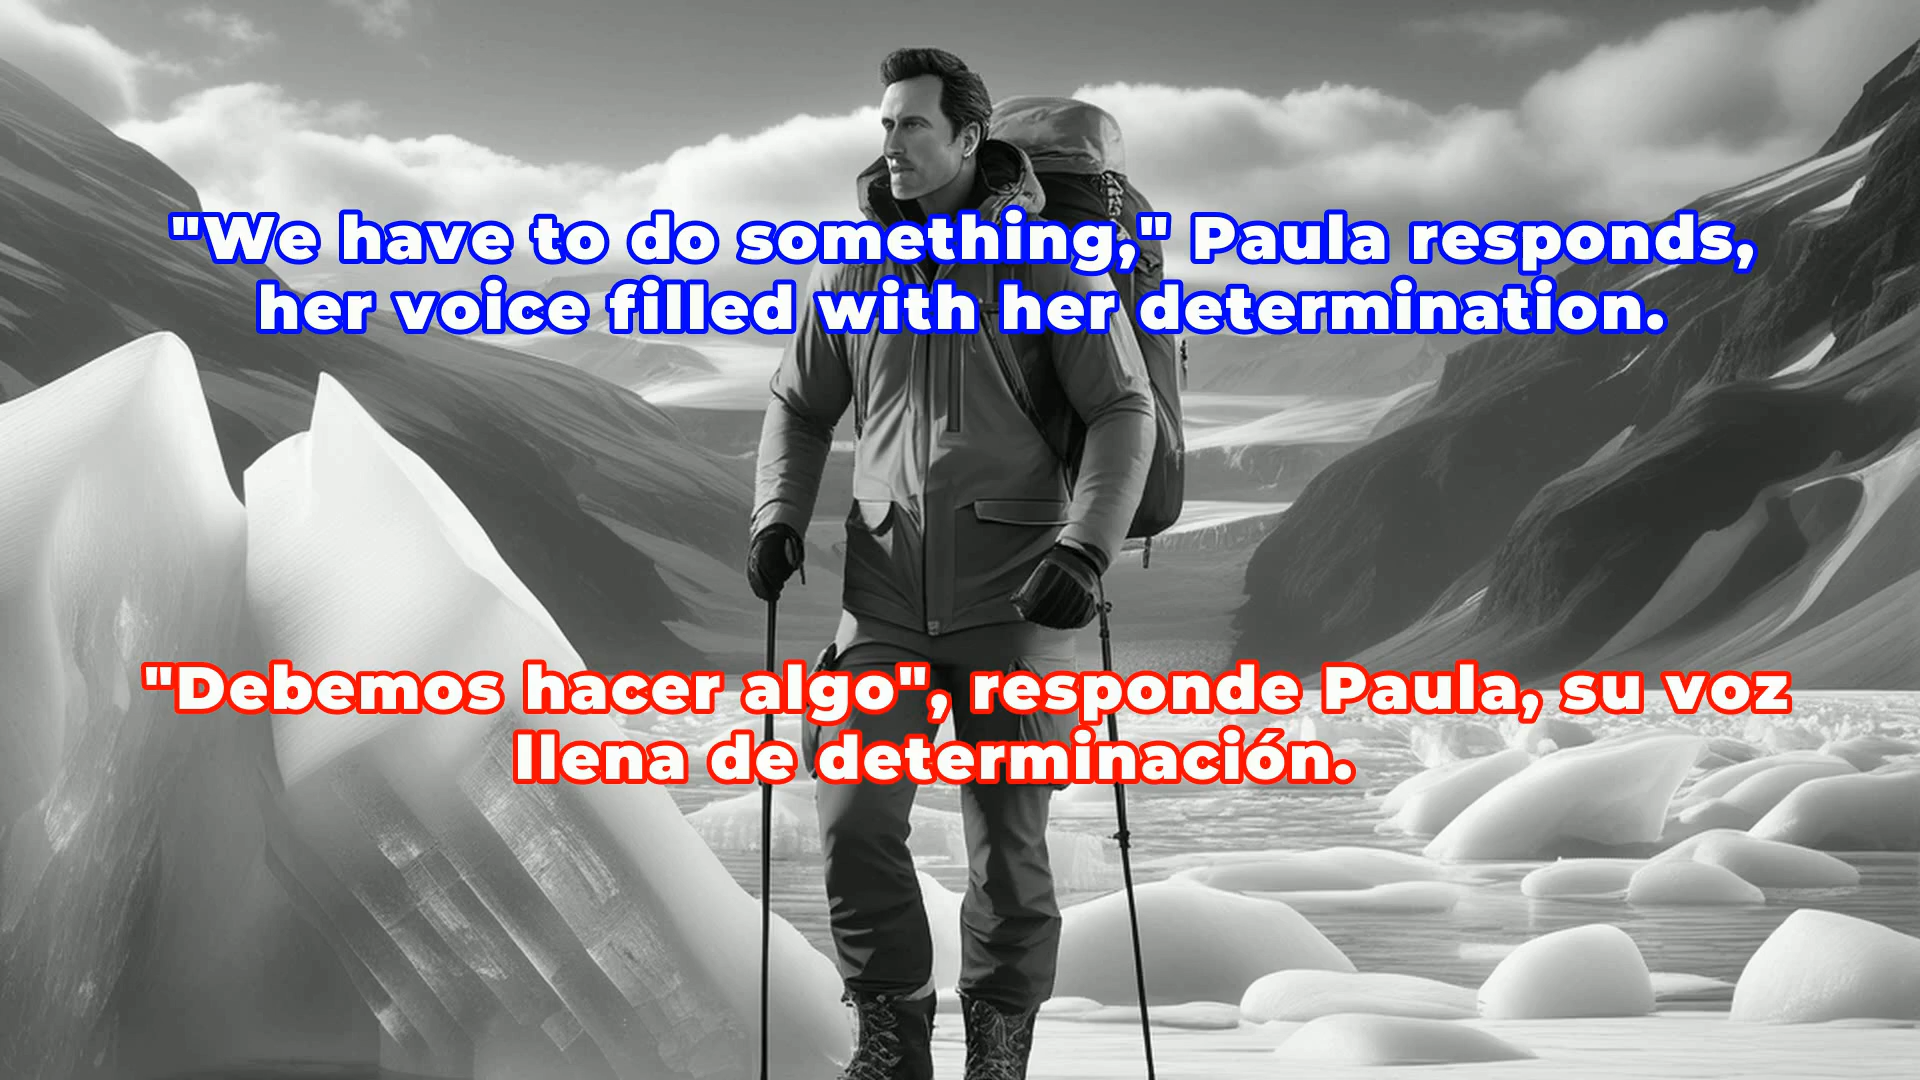 "We have to do something," Paula responds,
her voice filled with her determination.
"Debemos hacer algo", responde Paula, su voz
llena de determinación.